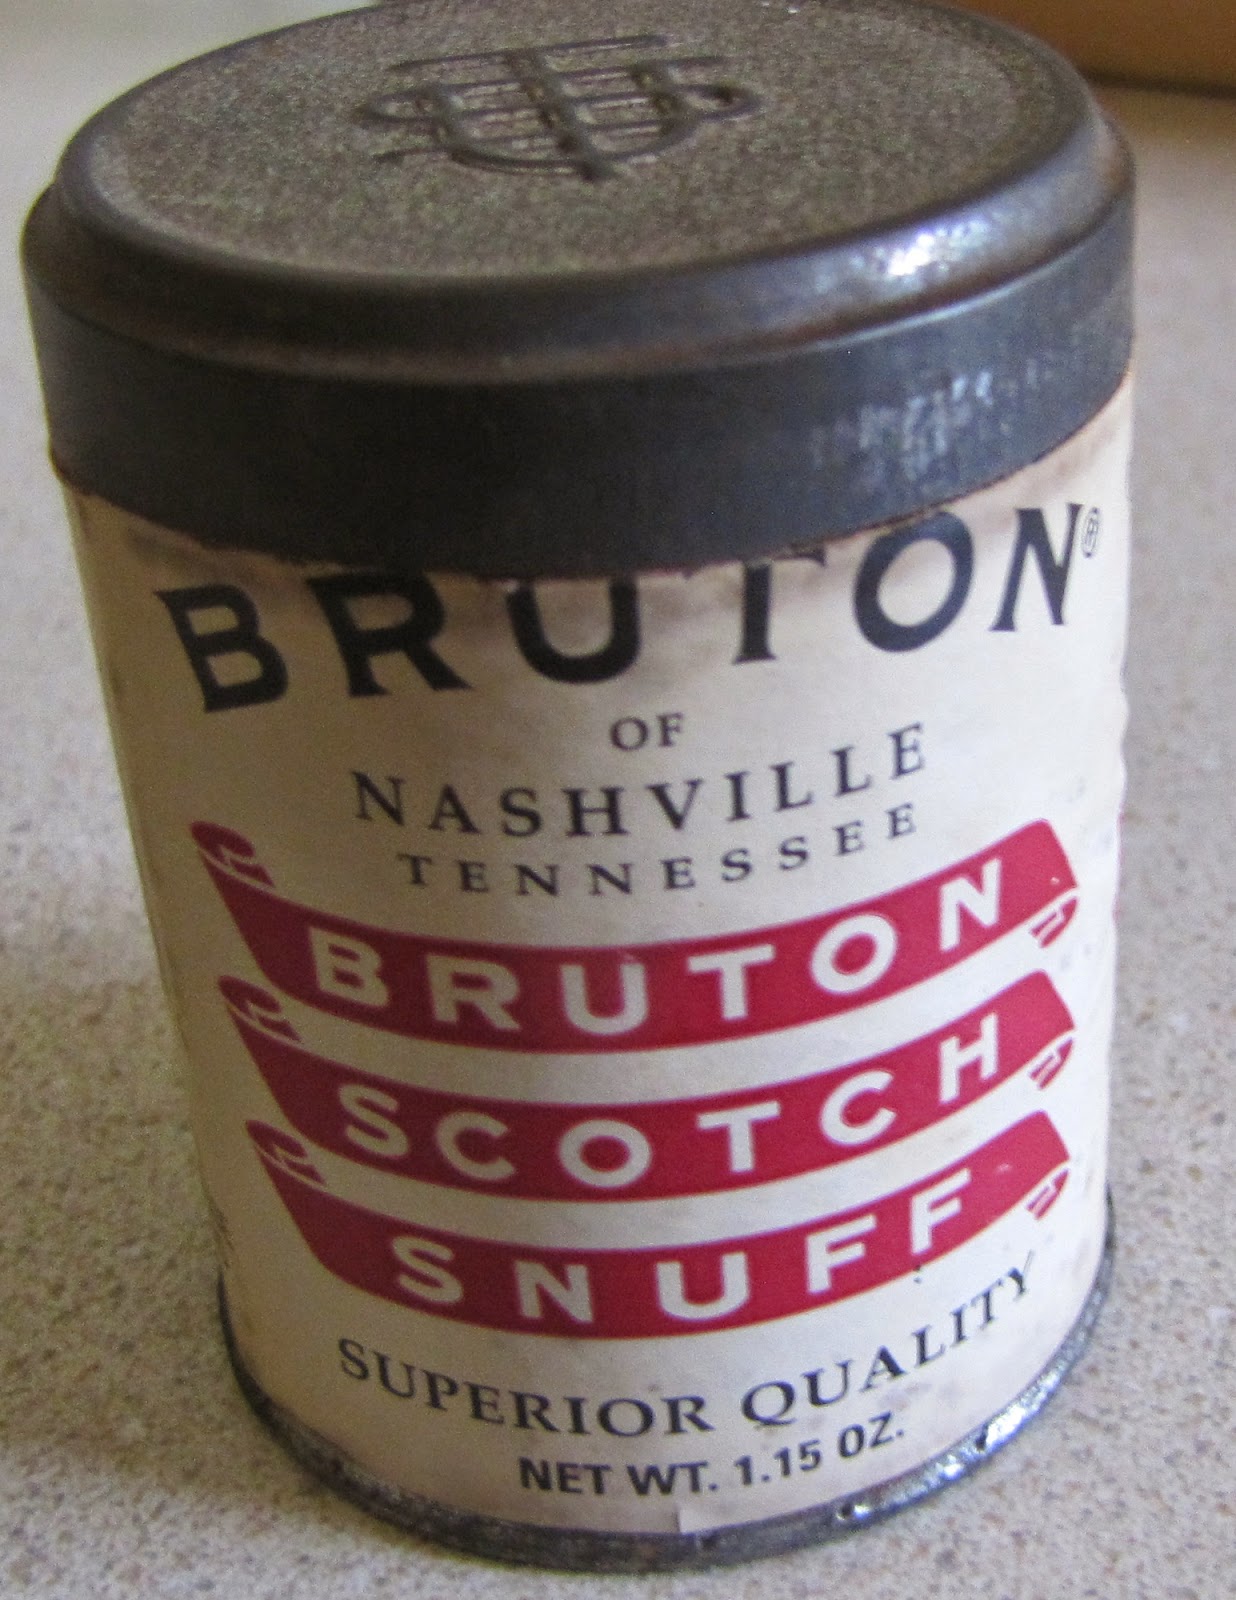 BRUTON®
OF
NASHVILLE
TENNESSEE
BRUTON
SCOTCH
SNUFF
SUPERIOR QUALITY
NET WT. 1.15 OZ.